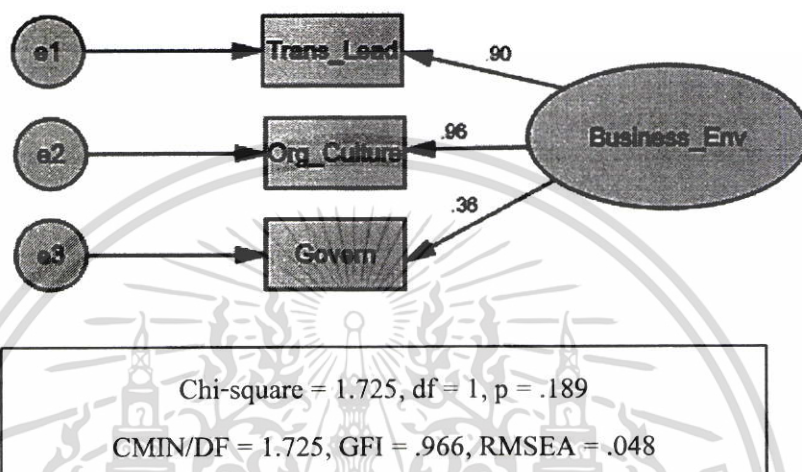 e1
Trans_Lead
.90
e2
Org_Culture
.96
Business_Env
e3
Govern
.36
Chi-square = 1.725, df = 1, p = .189
CMIN/DF = 1.725, GFI = .966, RMSEA = .048